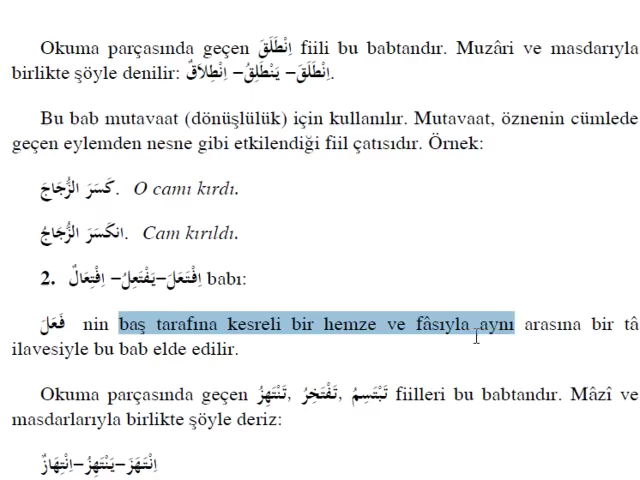 Okuma parçasında geçen اِنْطَلَقَ fiili bu babtandır. Muzâri ve masdarıyla
birlikte şöyle denilir: اِنْطَلَقَ– يَنْطَلِقُ– اِنْطِلاَقٌ.
Bu bab mutavaat (dönüşlülük) için kullanılır. Mutavaat, öznenin cümlede
geçen eylemden nesne gibi etkilendiği fiil çatısıdır. Örnek:
كَسَرَ الزُّجَاجَ. O camı kırdı.
انكَسَرَ الزُّجَاجُ. Cam kırıldı.
2. اِفْتَعَلَ–يَفْتَعِلُ– اِفْتِعَالٌ babı:
فَعَلَ nin baş tarafına kesreli bir hemze ve fâsıyla aynı arasına bir tâ
ilavesiyle bu bab elde edilir.
Okuma parçasında geçen تَبْتَسِمُ ,تَفْتَخِرُ ,تَنْتَهِزُ fiilleri bu babtandır. Mâzî ve
masdarlarıyla birlikte şöyle deriz:
اِنْتَهَزَ–يَنْتَهِزُ–اِنْتِهَازٌ